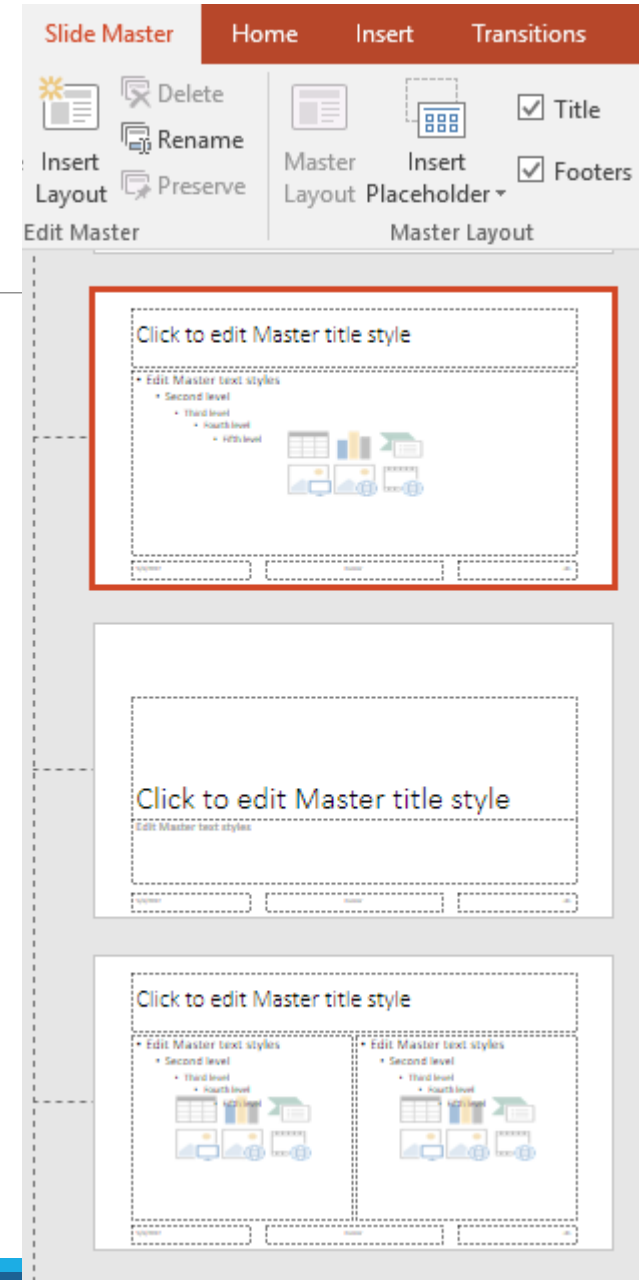 Slide Master Home Insert Transitions
Insert Layout
Delete
Rename
Preserve
Master Layout
Insert Placeholder
Title
Footers
Edit Master
Master Layout
Click to edit Master title style
• Edit Master text styles
• Second level
• Third level
• Fourth level
• Fifth level
Click to edit Master title style
Edit Master text styles
Click to edit Master title style
• Edit Master text styles
• Second level
• Third level
• Fourth level
• Edit Master text styles
• Second level
• Third level
• Fourth level